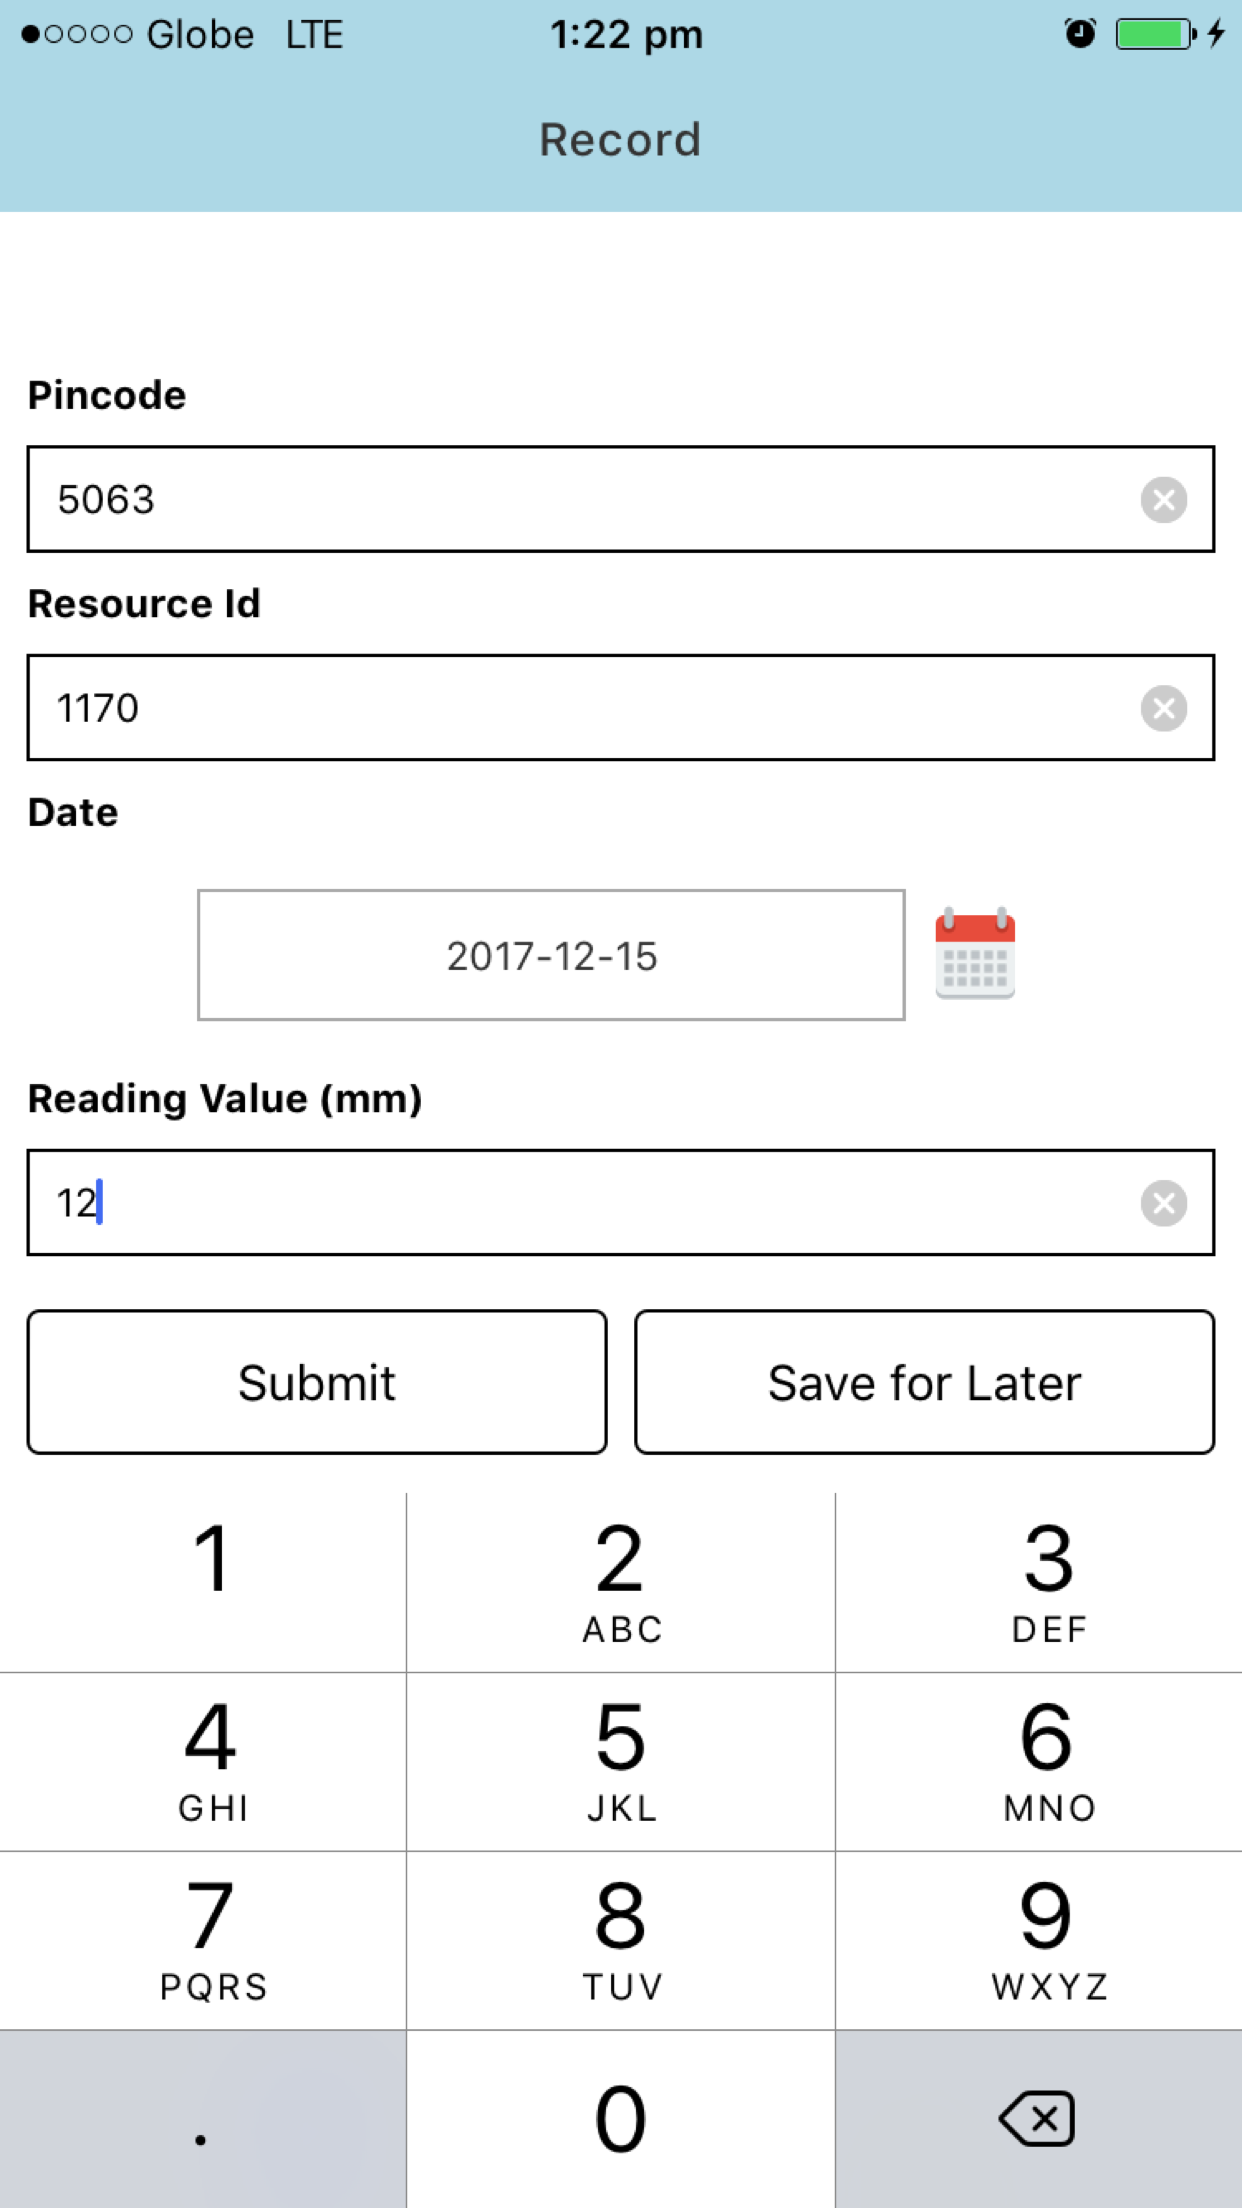 Globe LTE 1:22 pm
Record
Pincode
5063
Resource Id
1170
Date
2017-12-15
Reading Value (mm)
12
Submit Save for Later
1 2 3
ABC DEF
4 5 6
GHI JKL MNO
7 8 9
PQRS TUV WXYZ
. 0